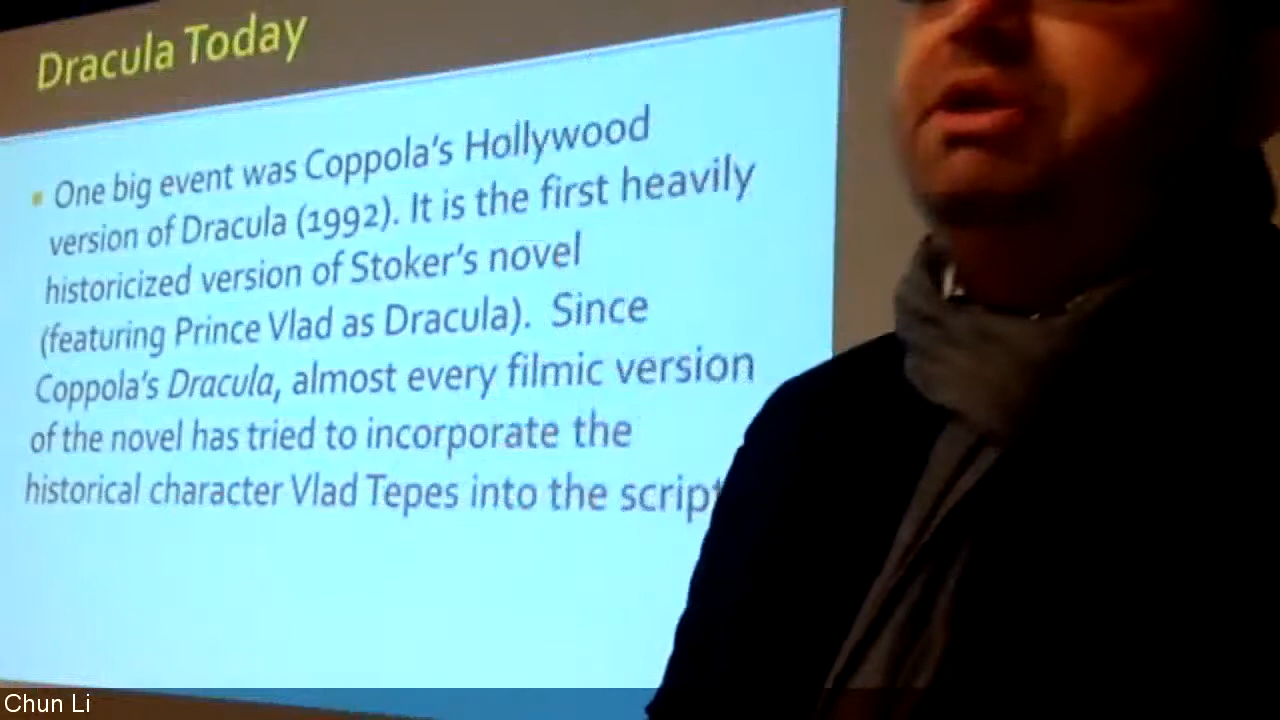 Dracula Today
One big event was Coppola's Hollywood
version of Dracula (1992). It is the first heavily
historicized version of Stoker's novel
(featuring Prince Vlad as Dracula). Since
Coppola's Dracula, almost every filmic version
of the novel has tried to incorporate the
historical character Vlad Tepes into the script
Chun Li